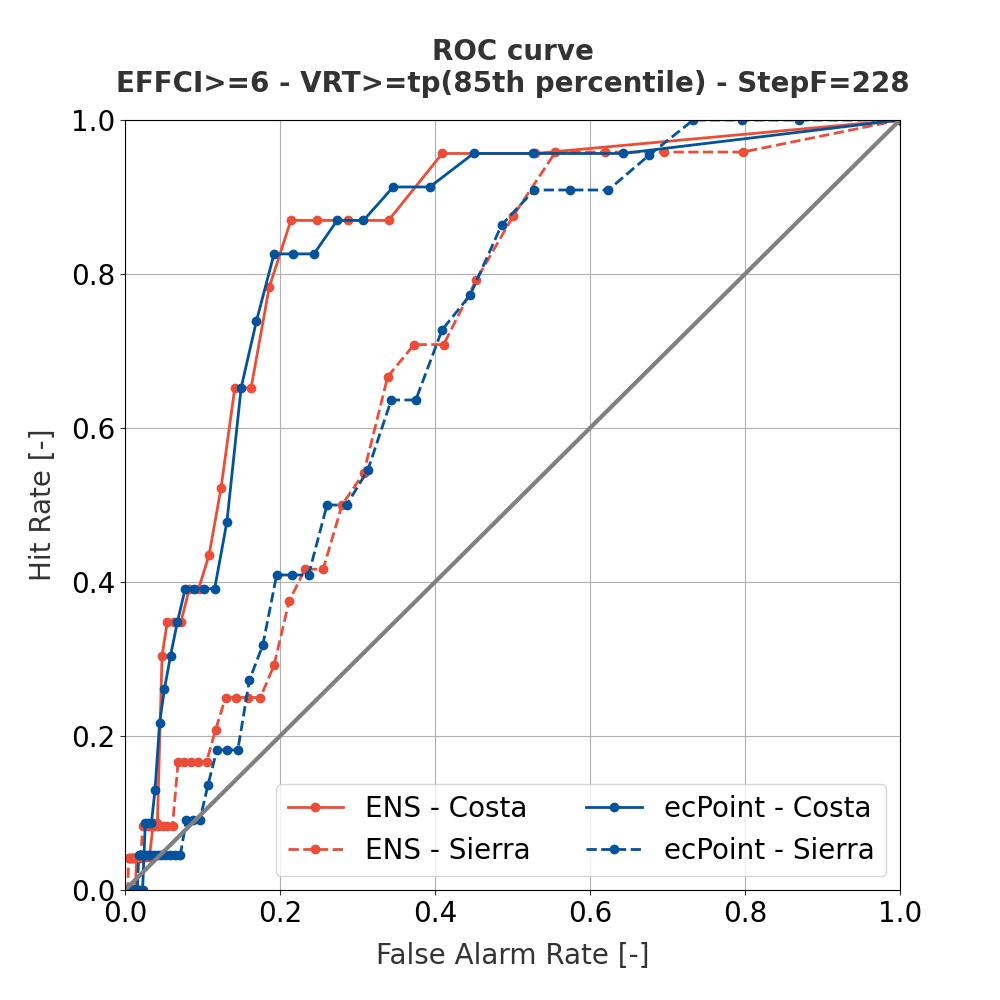 ROC curve
EFFCI>=6 - VRT>=tp(85th percentile) - StepF=228
1.0
0.8
0.6
0.4
0.2
0.0
Hit Rate [-]
ENS - Costa
ecPoint - Costa
ENS - Sierra
ecPoint - Sierra
0.0 0.2 0.4 0.6 0.8 1.0
False Alarm Rate [-]